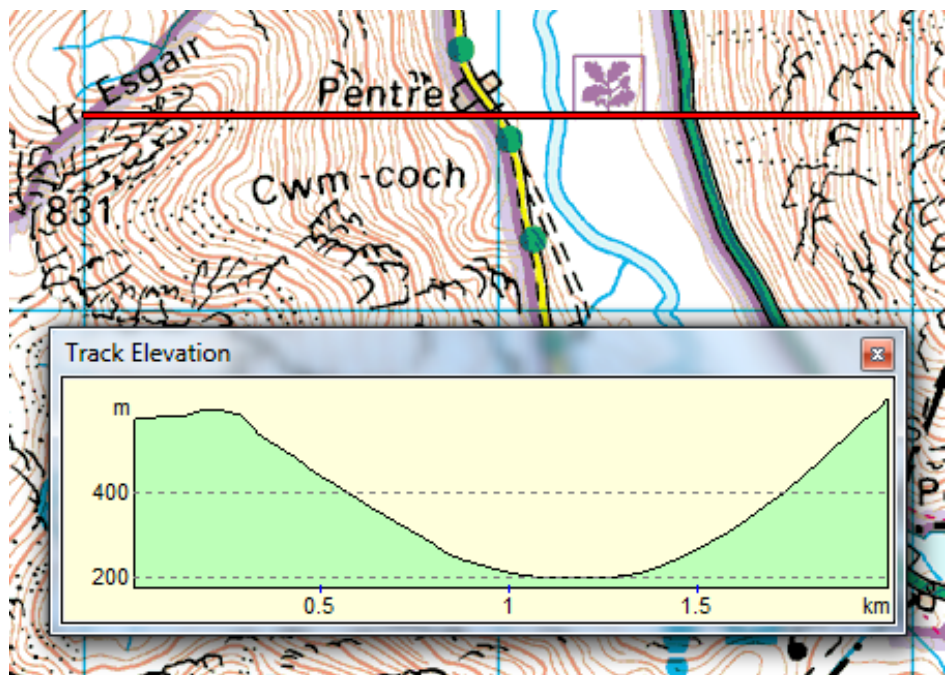 Yr Esgair
Pentre
Cwm-coch
831
Track Elevation
m
400
200
0.5
1
1.5
km